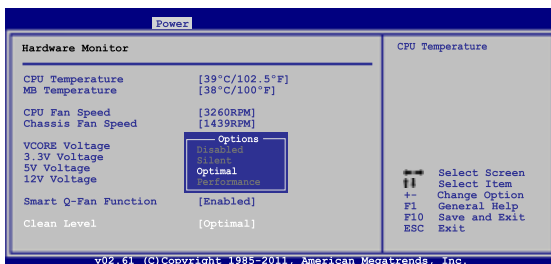 Power
Hardware Monitor
CPU Temperature [39°C/102.5°F]
MB Temperature [38°C/100°F]
CPU Fan Speed [3260RPM]
Chassis Fan Speed [1439RPM]
VCORE Voltage
3.3V Voltage
5V Voltage
12V Voltage
Options
Disabled
Silent
Optimal
Performance
Smart Q-Fan Function [Enabled]
Clean Level [Optimal]
CPU Temperature
Select Screen
Select Item
+- Change Option
F1 General Help
F10 Save and Exit
ESC Exit
v02.61 (C)Copyright 1985-2011, American Megatrends, Inc.